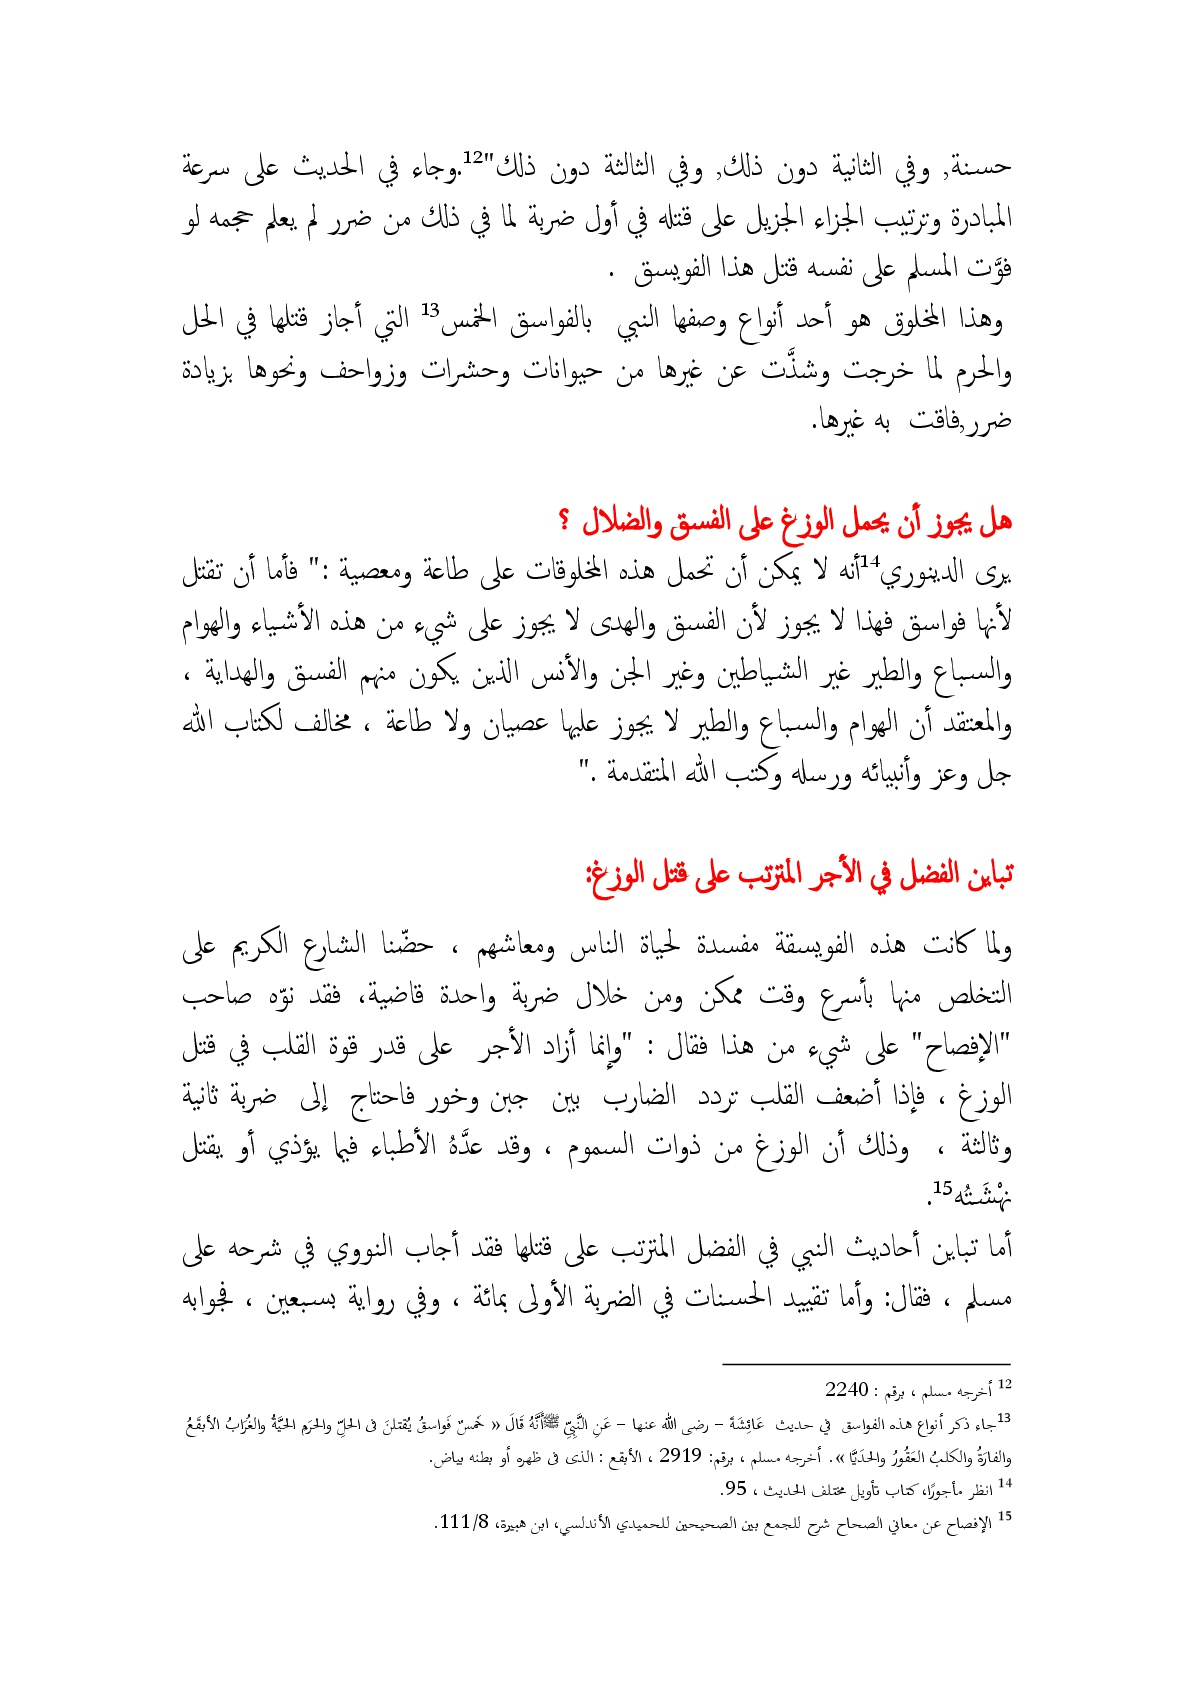 حسنة, وفي الثانية دون ذلك, وفي الثالثة دون ذلك"12.وجاء في الحديث على سرعة
المبادرة وترتيب الجزاء الجزيل على قتله في أول ضربة لما في ذلك من ضرر لم يعلم حجمه لو
فوَّت المسلم على نفسه قتل هذا الفويسق .
وهذا المخلوق هو أحد أنواع وصفها النبي بالفواسق الخمس13 التي أجاز قتلها في الحل
والحرم لما خرجت وشذَّت عن غيرها من حيوانات وحشرات وزواحف ونحوها بزيادة
ضرر,فاقت به غيرها.
هل يجوز أن يحمل الوزغ على الفسق والضلال ؟
يرى الدينوري14أنه لا يمكن أن تحمل هذه المخلوقات على طاعة ومعصية :" فأما أن تقتل
لأنها فواسق فهذا لا يجوز لأن الفسق والهدى لا يجوز على شيء من هذه الأشياء والهوام
والسباع والطير غير الشياطين وغير الجن والأنس الذين يكون منهم الفسق والهداية ،
والمعتقد أن الهوام والسباع والطير لا يجوز عليها عصيان ولا طاعة ، مخالف لكتاب الله
جل وعز وأنبيائه ورسله وكتب الله المتقدمة ."
تباين الفضل في الأجر المترتب على قتل الوزغ:
ولما كانت هذه الفويسقة مفسدة لحياة الناس ومعاشهم ، حضّنا الشارع الكريم على
التخلص منها بأسرع وقت ممكن ومن خلال ضربة واحدة قاضية، فقد نوّه صاحب
"الإفصاح" على شيء من هذا فقال : "وإنما أزاد الأجر على قدر قوة القلب في قتل
الوزغ ، فإذا أضعف القلب تردد الضارب بين جبن وخور فاحتاج إلى ضربة ثانية
وثالثة ، وذلك أن الوزغ من ذوات السموم ، وقد عدَّهُ الأطباء فيما يؤذي أو يقتل
نهْشَتُه15.
أما تباين أحاديث النبي في الفضل المترتب على قتلها فقد أجاب النووي في شرحه على
مسلم ، فقال: وأما تقييد الحسنات في الضربة الأولى بمائة ، وفي رواية بسبعين ، فجوابه
12 أخرجه مسلم ، برقم : 2240
13جاء ذكر أنواع هذه الفواسق في حديث عَائِشَةَ – رضى الله عنها – عَنِ النَّبِيِّ ﷺأَنَّهُ قَالَ « خَمسٌ فَواسقُ يُقتلنَ فى الحلِّ والحرَم الحيَّةُ والغُرَابُ الأبقَعُ
والفارَةُ والكلبُ العَقُورُ والحدَيَّا ». أخرجه مسلم ، برقم: 2919 ، الأبقع : الذى فى ظهره أو بطنه بياض.
14 انظر مأجورًا، كتاب تأويل مختلف الحديث ، 95.
15 الإفصاح عن معاني الصحاح شرح للجمع بين الصحيحين للحميدي الأندلسي، ابن هبيرة، 111/8.